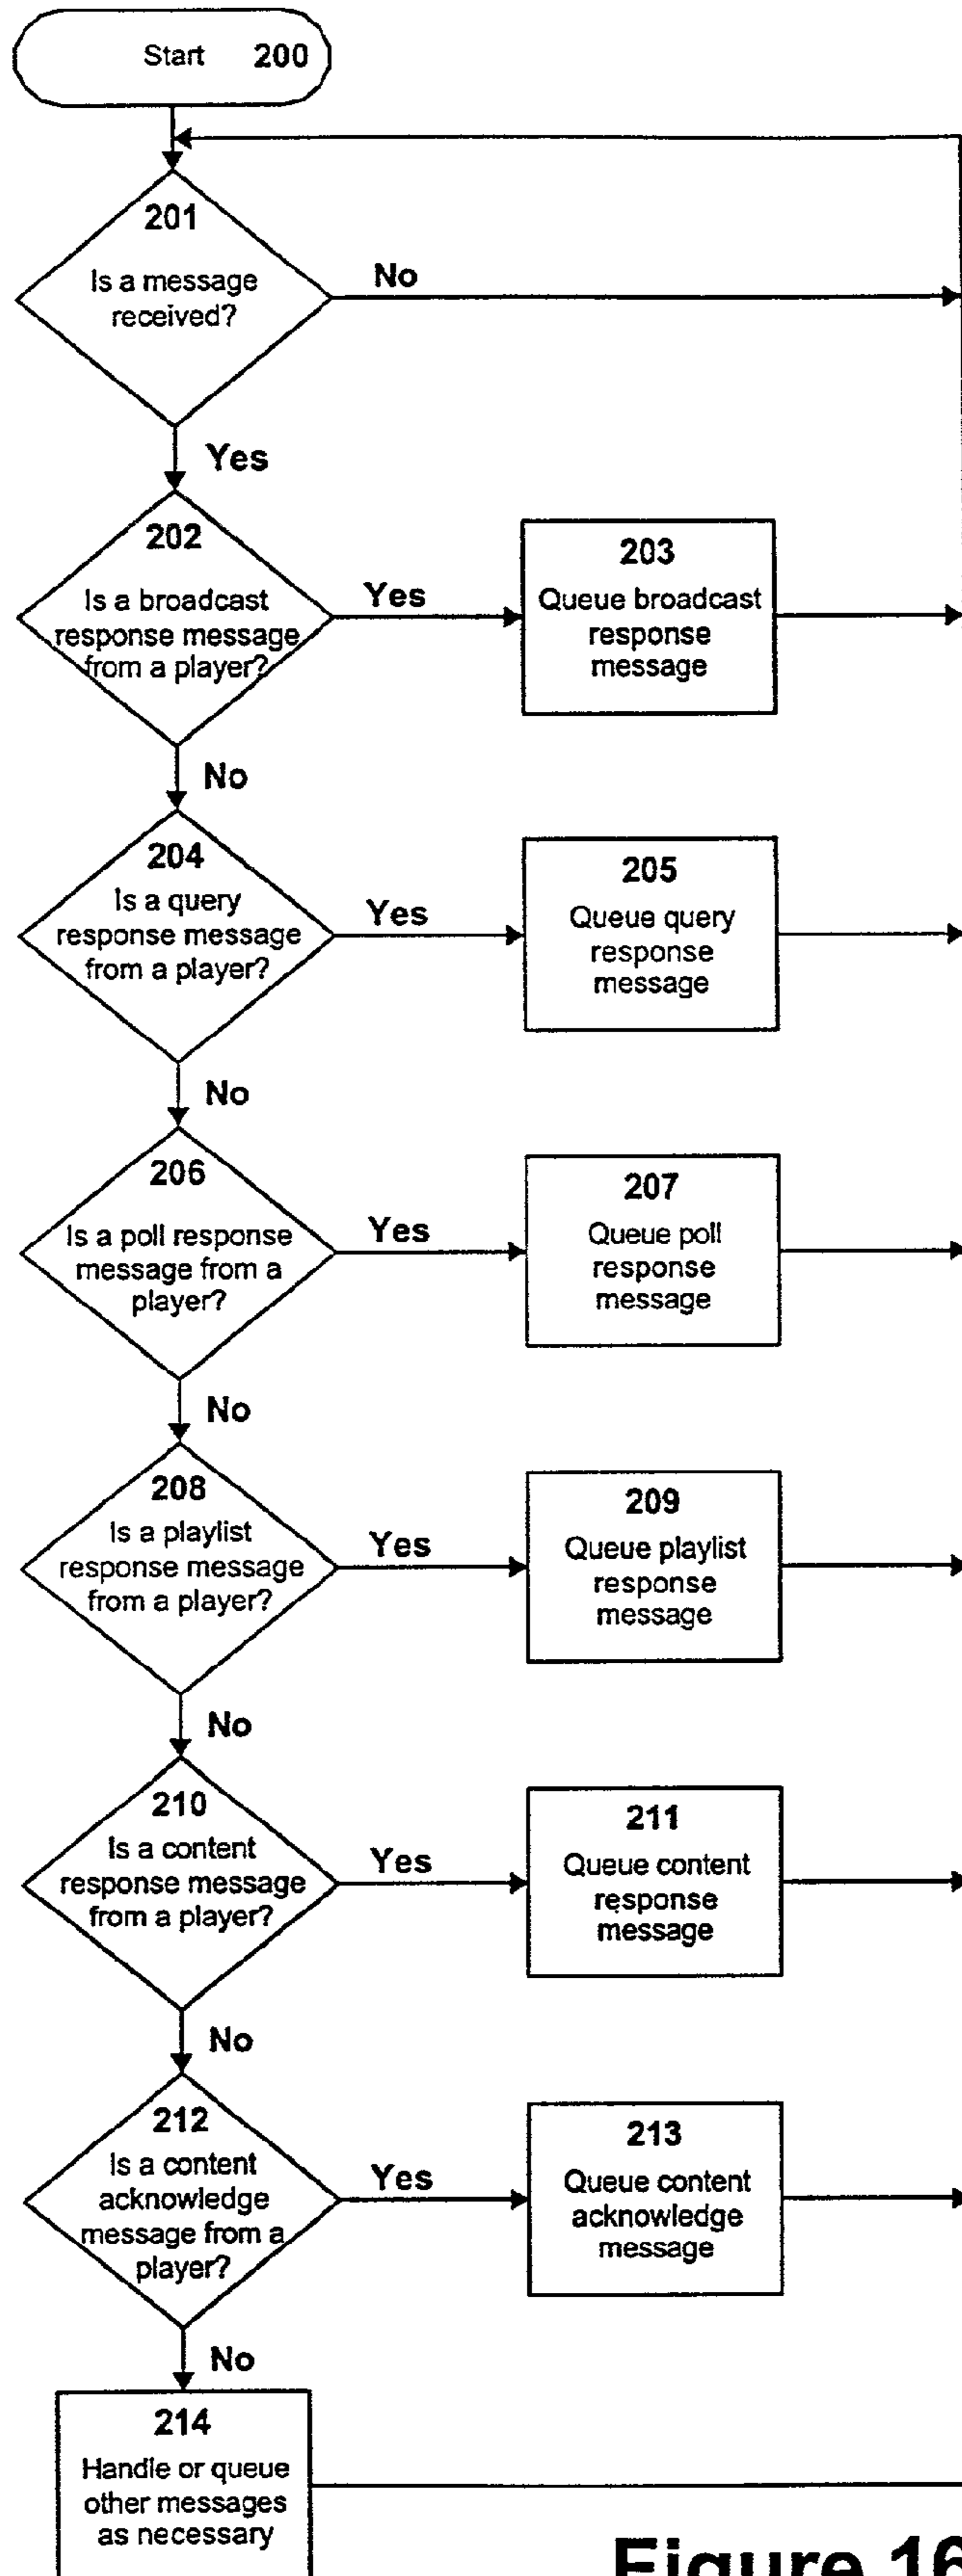 Start 200
201
Is a message
received?
No
Yes
202
Is a broadcast
response message
from a player?
Yes
203
Queue broadcast
response
message
No
204
Is a query
response message
from a player?
Yes
205
Queue query
response
message
No
206
Is a poll response
message from a
player?
Yes
207
Queue poll
response
message
No
208
Is a playlist
response message
from a player?
Yes
209
Queue playlist
response
message
No
210
Is a content
response message
from a player?
Yes
211
Queue content
response
message
No
212
Is a content
acknowledge
message from a
player?
Yes
213
Queue content
acknowledge
message
No
214
Handle or queue
other messages
as necessary
Figure 16